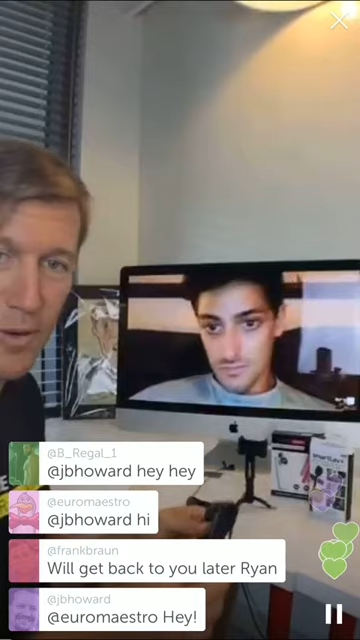 @B_Regal_1
@jbhoward hey hey
@euromaestro
@jbhoward hi
@frankbraun
Will get back to you later Ryan
@jbhoward
@euromaestro Hey!